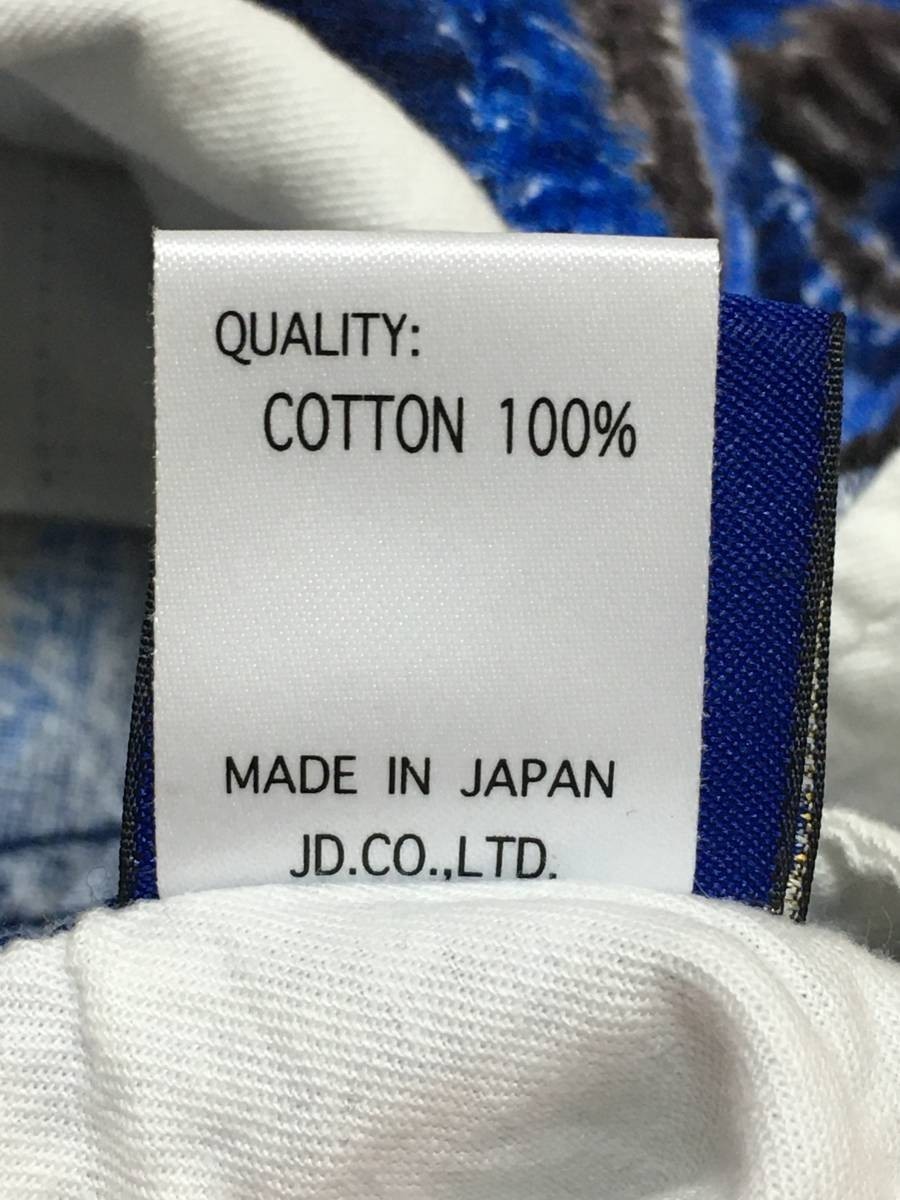 QUALITY:
COTTON 100%
MADE IN JAPAN
JD.CO.,LTD.